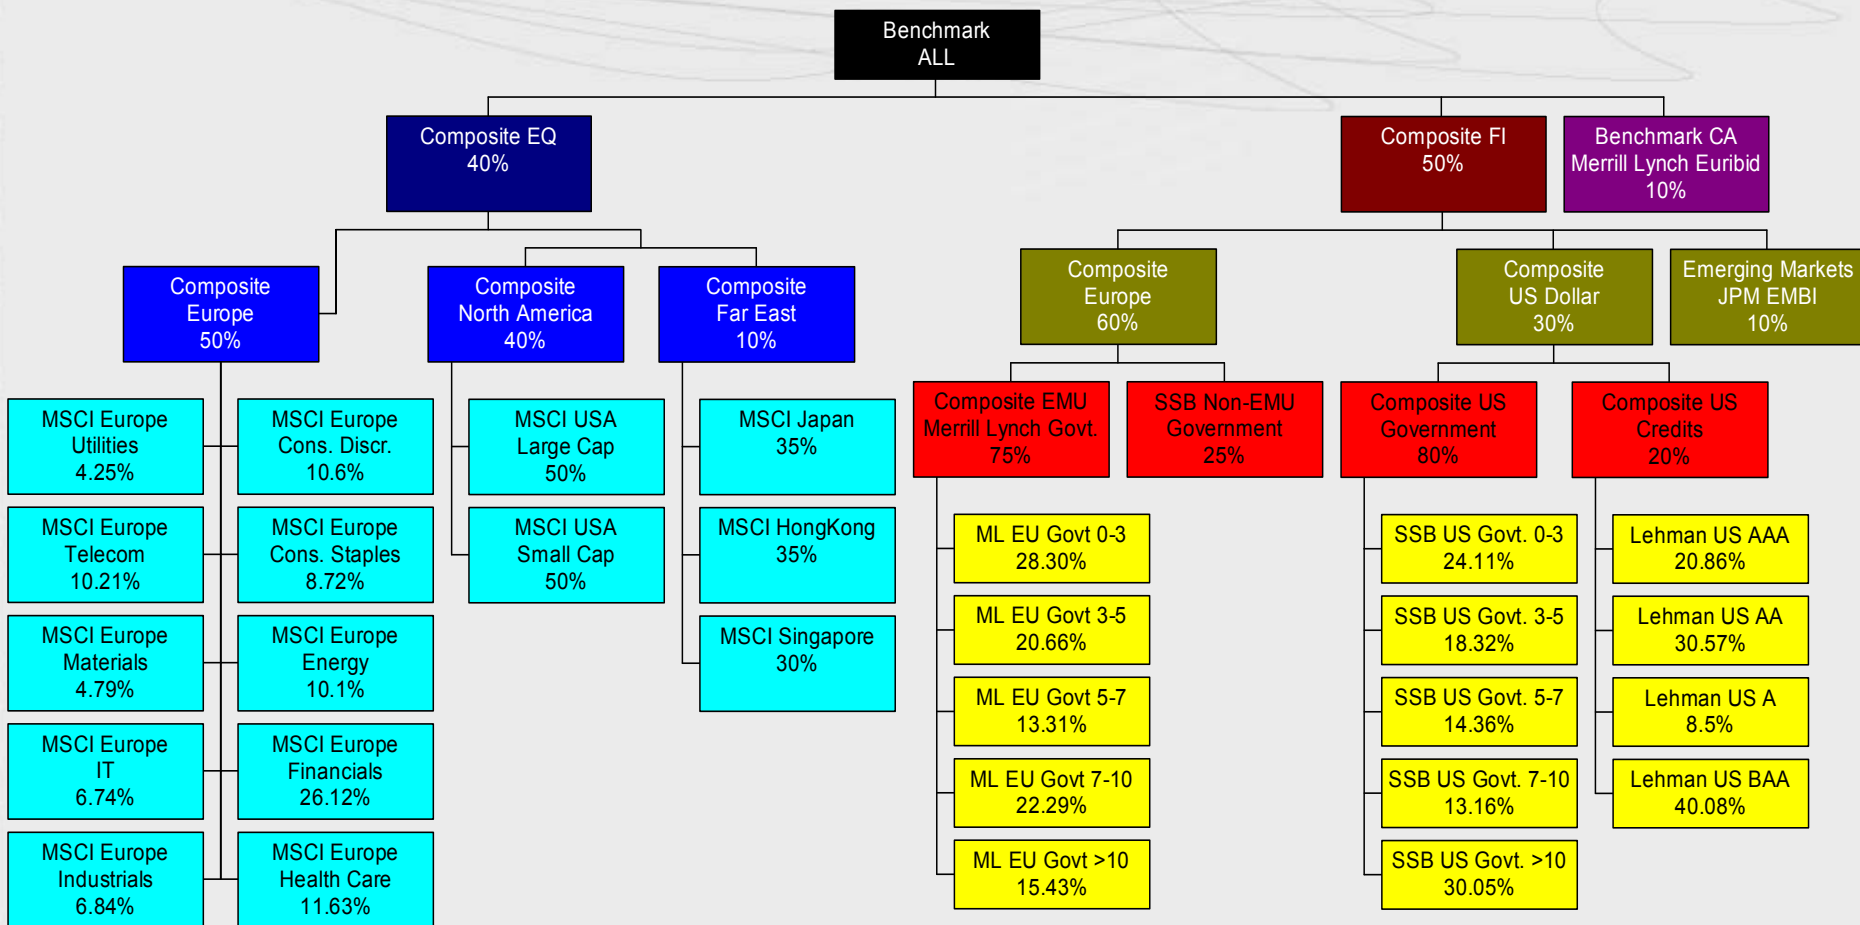 Benchmark
ALL
Composite EQ
40%
Composite FI
50%
Benchmark CA
Merrill Lynch Euribid
10%
Composite
Europe
50%
Composite
North America
40%
Composite
Far East
10%
Composite
Europe
60%
Composite
US Dollar
30%
Emerging Markets
JPM EMBI
10%
MSCI Europe
Utilities
4.25%
MSCI Europe
Cons. Discr.
10.6%
MSCI USA
Large Cap
50%
MSCI Japan
35%
Composite EMU
Merrill Lynch Govt.
75%
SSB Non-EMU
Government
25%
Composite US
Government
80%
Composite US
Credits
20%
MSCI Europe
Telecom
10.21%
MSCI Europe
Cons. Staples
8.72%
MSCI USA
Small Cap
50%
MSCI HongKong
35%
ML EU Govt 0-3
28.30%
SSB US Govt. 0-3
24.11%
Lehman US AAA
20.86%
MSCI Europe
Materials
4.79%
MSCI Europe
Energy
10.1%
MSCI Singapore
30%
ML EU Govt 3-5
20.66%
SSB US Govt. 3-5
18.32%
Lehman US AA
30.57%
ML EU Govt 5-7
13.31%
SSB US Govt. 5-7
14.36%
Lehman US A
8.5%
MSCI Europe
IT
6.74%
MSCI Europe
Financials
26.12%
ML EU Govt 7-10
22.29%
SSB US Govt. 7-10
13.16%
Lehman US BAA
40.08%
MSCI Europe
Industrials
6.84%
MSCI Europe
Health Care
11.63%
ML EU Govt >10
15.43%
SSB US Govt. >10
30.05%